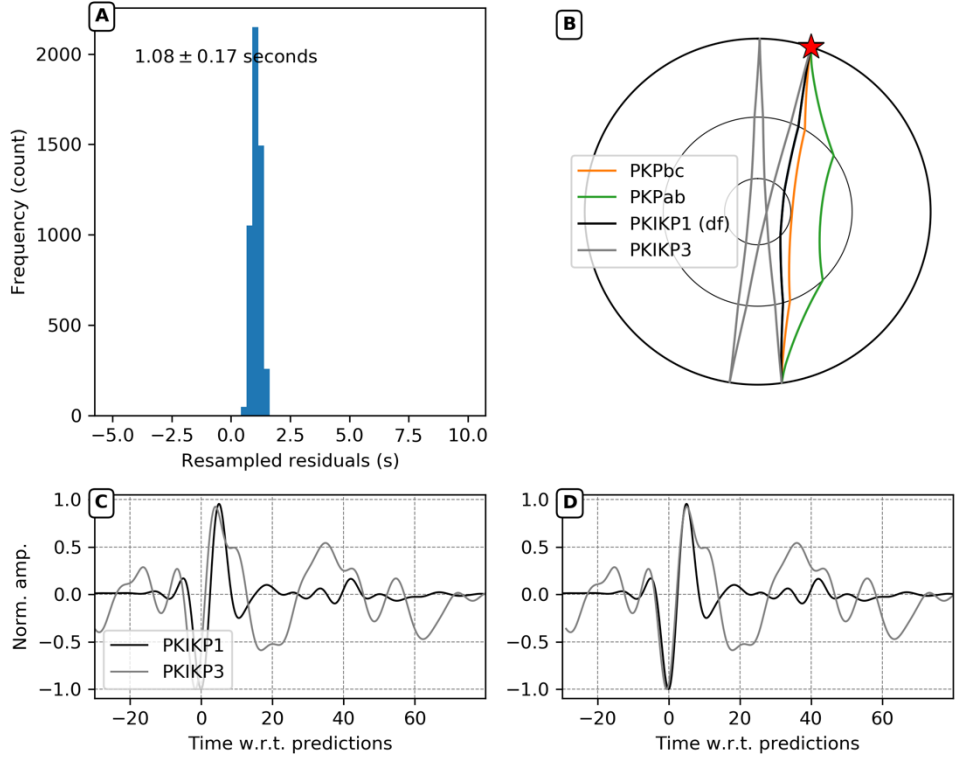 A
1.08 ± 0.17 seconds
2000
1500
1000
500
0
Frequency (count)
−5.0 −2.5 0.0 2.5 5.0 7.5 10.0
Resampled residuals (s)
B
PKPbc
PKPab
PKIKP1 (df)
PKIKP3
C
1.0
0.5
0.0
−0.5
−1.0
Norm. amp.
PKIKP1
PKIKP3
−20 0 20 40 60
Time w.r.t. predictions
D
1.0
0.5
0.0
−0.5
−1.0
−20 0 20 40 60
Time w.r.t. predictions